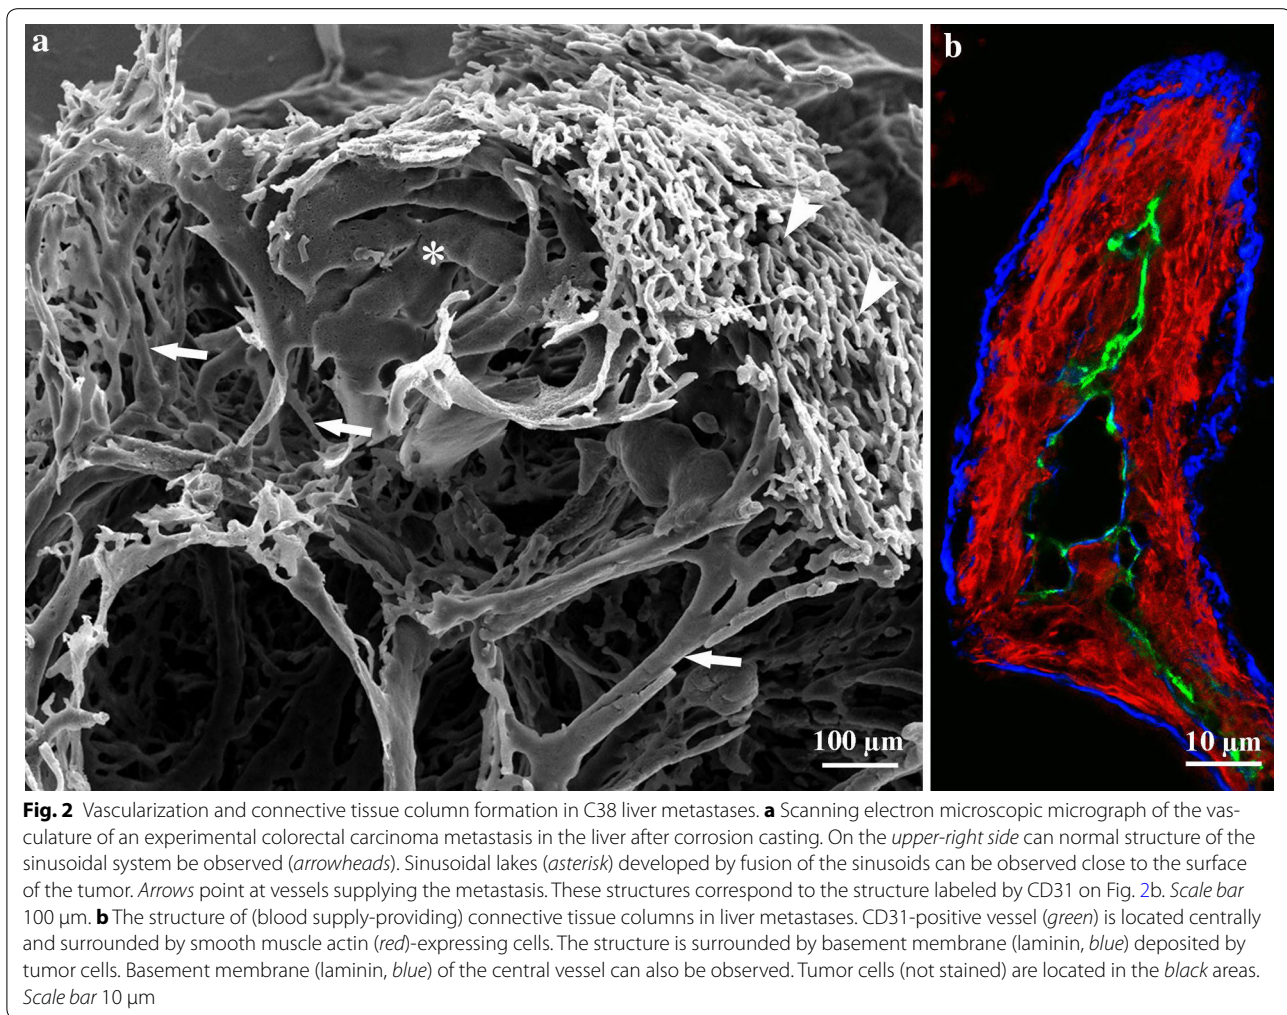 a
b
*
100 µm
10 µm
Fig. 2 Vascularization and connective tissue column formation in C38 liver metastases. a Scanning electron microscopic micrograph of the vas-
culature of an experimental colorectal carcinoma metastasis in the liver after corrosion casting. On the upper-right side can normal structure of the
sinusoidal system be observed (arrowheads). Sinusoidal lakes (asterisk) developed by fusion of the sinusoids can be observed close to the surface
of the tumor. Arrows point at vessels supplying the metastasis. These structures correspond to the structure labeled by CD31 on Fig. 2b. Scale bar
100 µm. b The structure of (blood supply-providing) connective tissue columns in liver metastases. CD31-positive vessel (green) is located centrally
and surrounded by smooth muscle actin (red)-expressing cells. The structure is surrounded by basement membrane (laminin, blue) deposited by
tumor cells. Basement membrane (laminin, blue) of the central vessel can also be observed. Tumor cells (not stained) are located in the black areas.
Scale bar 10 µm